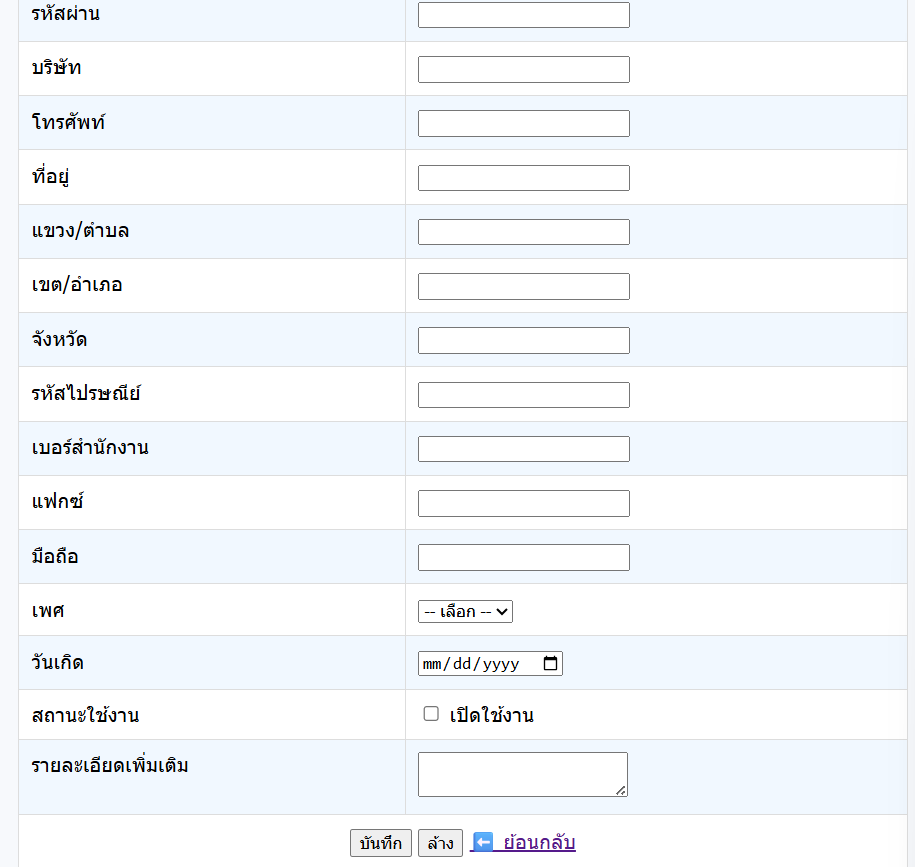 รหัสผ่าน
บริษัท
โทรศัพท์
ที่อยู่
แขวง/ตำบล
เขต/อำเภอ
จังหวัด
รหัสไปรษณีย์
เบอร์สำนักงาน
แฟกซ์
มือถือ
เพศ -- เลือก --
วันเกิด mm/dd/yyyy
สถานะใช้งาน เปิดใช้งาน
รายละเอียดเพิ่มเติม
บันทึก ล้าง ⬅ ย้อนกลับ